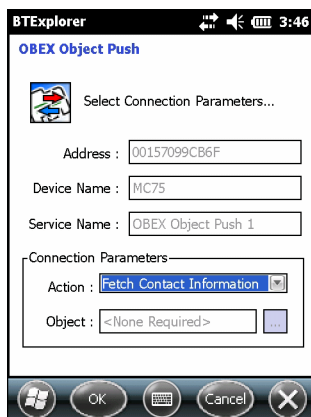 BTExplorer 3:46
OBEX Object Push
Select Connection Parameters...
Address : 00157099CB6F
Device Name : MC75
Service Name : OBEX Object Push 1
Connection Parameters
Action : Fetch Contact Information
Object : <None Required> ...
OK Cancel